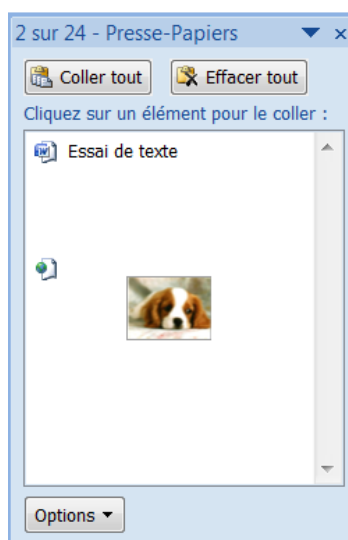 2 sur 24 - Presse-Papiers
Coller tout Effacer tout
Cliquez sur un élément pour le coller :
Essai de texte
Options